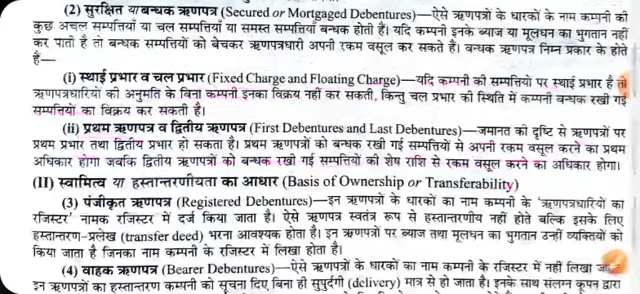 (2) सुरक्षित या बन्धक ऋणपत्र (Secured or Mortgaged Debentures)—ऐसे ऋणपत्रों के धारकों के नाम कम्पनी की
कुछ अचल सम्पत्तियाँ या चल सम्पत्तियाँ या समस्त सम्पत्तियाँ बन्धक होती हैं। यदि कम्पनी इनके ब्याज या मूलधन का भुगतान नहीं
कर पाती है तो बन्धक सम्पत्तियों को बेचकर ऋणपत्रधारी अपनी रकम वसूल कर सकते हैं। बन्धक ऋणपत्र निम्न प्रकार के होते
हैं—
(i) स्थाई प्रभार व चल प्रभार (Fixed Charge and Floating Charge)—यदि कम्पनी की सम्पत्तियों पर स्थाई प्रभार है तो
ऋणपत्रधारियों की अनुमति के बिना कम्पनी इनका विक्रय नहीं कर सकती, किन्तु चल प्रभार की स्थिति में कम्पनी बन्धक रखी गई
सम्पत्तियों का विक्रय कर सकती है।
(ii) प्रथम ऋणपत्र व द्वितीय ऋणपत्र (First Debentures and Last Debentures)—जमानत की दृष्टि से ऋणपत्रों पर
प्रथम प्रभार तथा द्वितीय प्रभार हो सकता है। प्रथम ऋणपत्रों को बन्धक रखी गई सम्पत्तियों से अपनी रकम वसूल करने का प्रथम
अधिकार होगा जबकि द्वितीय ऋणपत्रों को बन्धक रखी गई सम्पत्तियों की शेष राशि से रकम वसूल करने का अधिकार होगा।
(II) स्वामित्व या हस्तान्तरणीयता का आधार (Basis of Ownership or Transferability)
(3) पंजीकृत ऋणपत्र (Registered Debentures)—इन ऋणपत्रों के धारकों का नाम कम्पनी के 'ऋणपत्रधारियों का
रजिस्टर' नामक रजिस्टर में दर्ज किया जाता है। ऐसे ऋणपत्र स्वतंत्र रूप से हस्तान्तरणीय नहीं होते बल्कि इसके लिए
हस्तान्तरण-प्रलेख (transfer deed) भरना आवश्यक होता है। इन ऋणपत्रों पर ब्याज तथा मूलधन का भुगतान उन्हीं व्यक्तियों को
किया जाता है जिनका नाम कम्पनी के रजिस्टर में लिखा होता है।
(4) वाहक ऋणपत्र (Bearer Debentures)—ऐसे ऋणपत्रों के धारकों का नाम कम्पनी के रजिस्टर में नहीं लिखा
इन ऋणपत्रों का हस्तान्तरण कम्पनी को सूचना दिए बिना ही सुपुर्दगी (delivery) मात्र से हो जाता है। इनके साथ संलग्न कूपन द्वारा